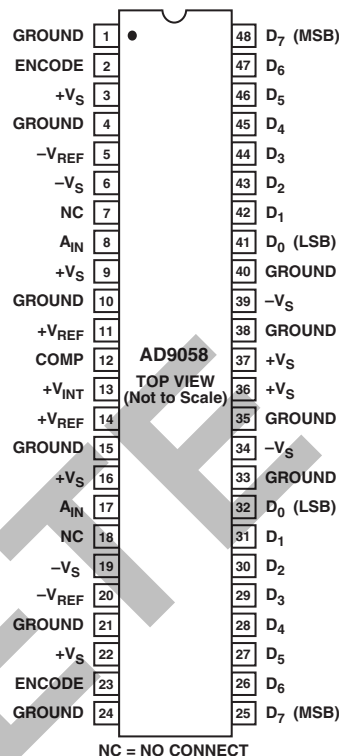 GROUND 1 48 D7 (MSB)
ENCODE 2 47 D6
+VS 3 46 D5
GROUND 4 45 D4
–VREF 5 44 D3
–VS 6 43 D2
NC 7 42 D1
AIN 8 41 D0 (LSB)
+VS 9 40 GROUND
GROUND 10 39 –VS
+VREF 11 38 GROUND
COMP 12 AD9058 37 +VS
+VINT 13 TOP VIEW 36 +VS
(Not to Scale)
+VREF 14 35 GROUND
GROUND 15 34 –VS
+VS 16 33 GROUND
AIN 17 32 D0 (LSB)
NC 18 31 D1
–VS 19 30 D2
–VREF 20 29 D3
GROUND 21 28 D4
+VS 22 27 D5
ENCODE 23 26 D6
GROUND 24 25 D7 (MSB)
NC = NO CONNECT
ETE